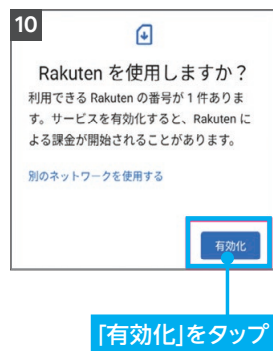 10
Rakuten を使用しますか？
利用できる Rakuten の番号が 1 件ありま
す。サービスを有効化すると、Rakuten に
よる課金が開始されることがあります。
別のネットワークを使用する
有効化
「有効化」をタップ